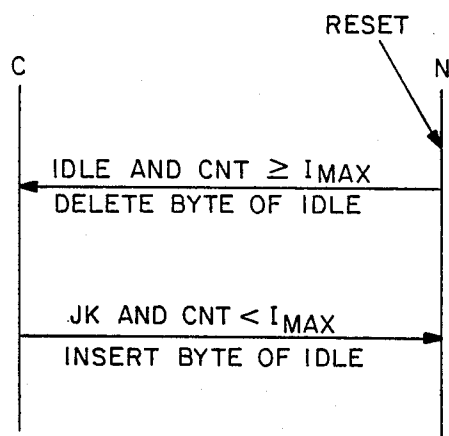 RESET
C N
IDLE AND CNT ≥ IMAX
DELETE BYTE OF IDLE
JK AND CNT < IMAX
INSERT BYTE OF IDLE